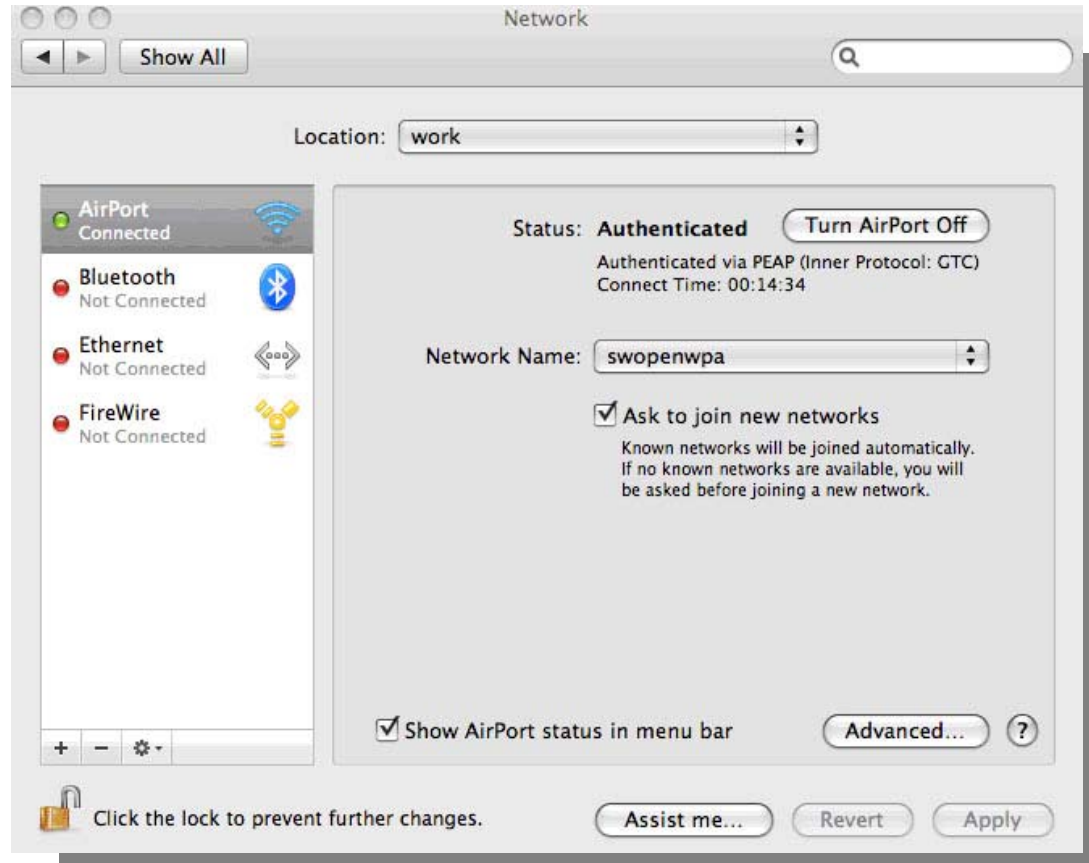 Network
Show All
Location: work
AirPort
Connected
Bluetooth
Not Connected
Ethernet
Not Connected
FireWire
Not Connected
Status: Authenticated Turn AirPort Off
Authenticated via PEAP (Inner Protocol: GTC)
Connect Time: 00:14:34
Network Name: swopenwpa
Ask to join new networks
Known networks will be joined automatically.
If no known networks are available, you will
be asked before joining a new network.
Show AirPort status in menu bar Advanced... ?
Click the lock to prevent further changes. Assist me... Revert Apply